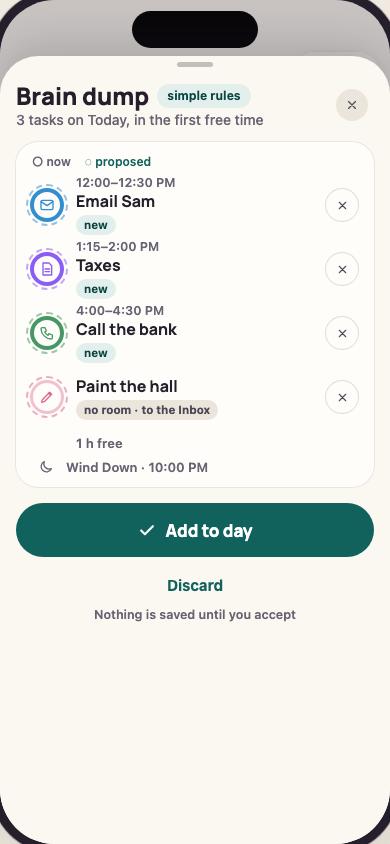 Brain dump simple rules
3 tasks on Today, in the first free time
now proposed
12:00–12:30 PM
Email Sam
new
1:15–2:00 PM
Taxes
new
4:00–4:30 PM
Call the bank
new
Paint the hall
no room · to the Inbox
1 h free
Wind Down · 10:00 PM
Add to day
Discard
Nothing is saved until you accept